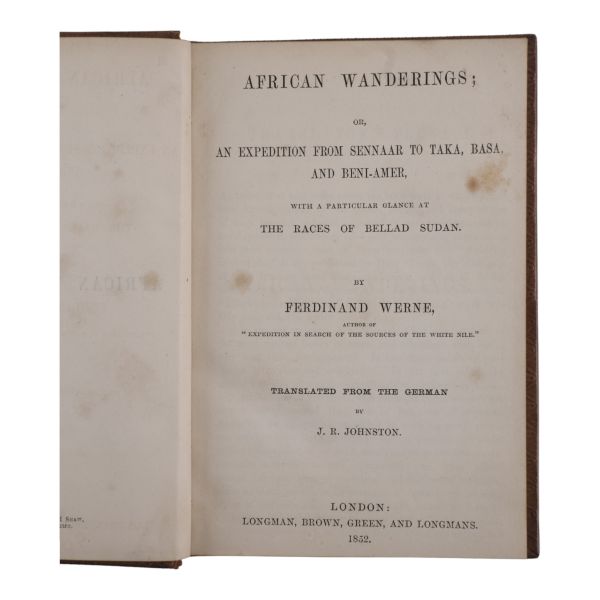 AFRICAN WANDERINGS;
OR,
AN EXPEDITION FROM SENNAAR TO TAKA, BASA,
AND BENI-AMER,
WITH A PARTICULAR GLANCE AT
THE RACES OF BELLAD SUDAN.
BY
FERDINAND WERNE,
AUTHOR OF
"EXPEDITION IN SEARCH OF THE SOURCES OF THE WHITE NILE."
TRANSLATED FROM THE GERMAN
BY
J. R. JOHNSTON.
LONDON:
LONGMAN, BROWN, GREEN, AND LONGMANS.
1852.
SHAW,